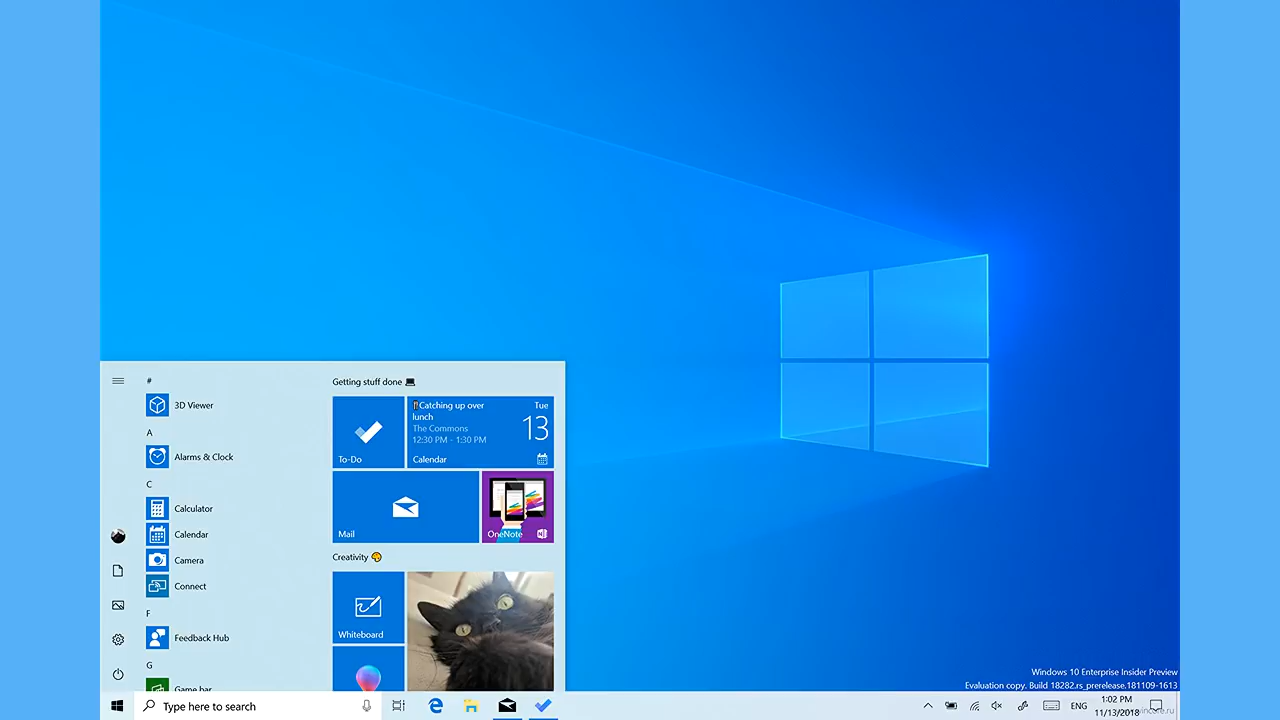 #
3D Viewer
A
Alarms & Clock
C
Calculator
Calendar
Camera
Connect
F
Feedback Hub
G
Game bar
Getting stuff done
To-Do
Catching up over
lunch
The Commons
12:30 PM - 1:30 PM
Tue
13
Calendar
Mail
OneNote
Creativity
Whiteboard
Windows 10 Enterprise Insider Preview
Evaluation copy. Build 18282.rs_prerelease.181109-1613
Type here to search
ENG
1:02 PM
11/13/2018